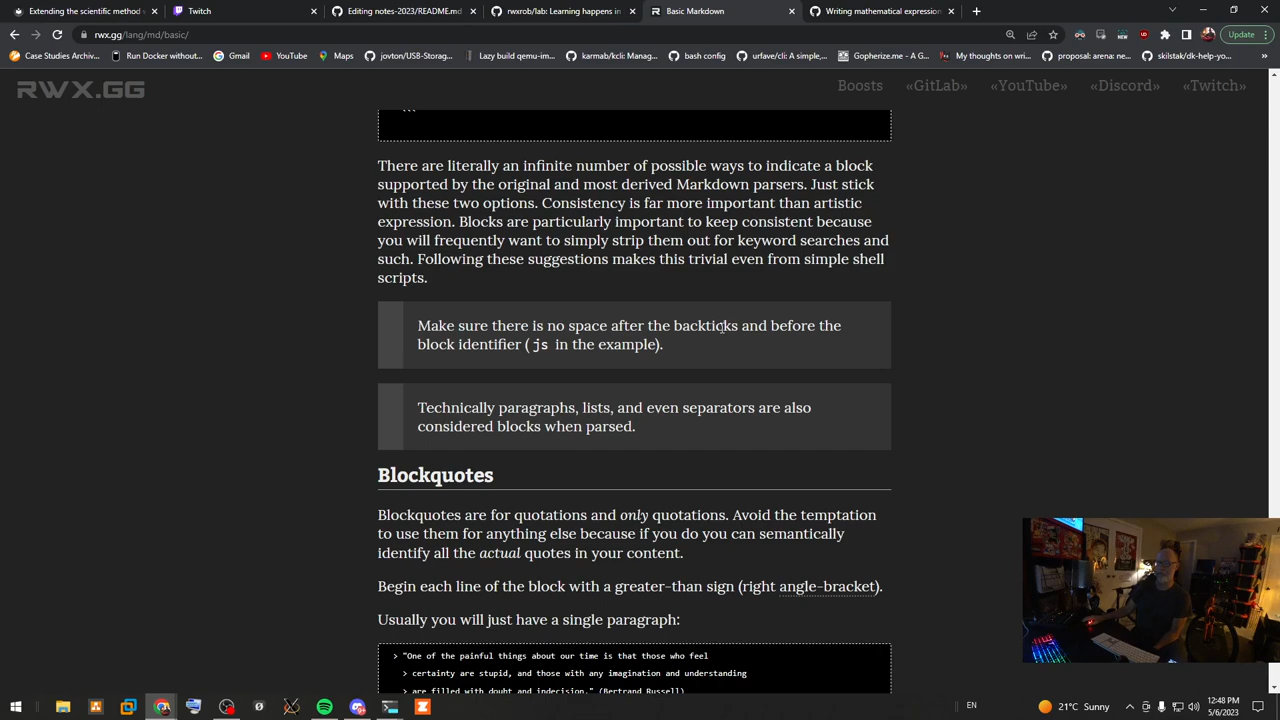 Extending the scientific method
Twitch
Editing notes-2023/README.md
rwxrob/lab: Learning happens in
Basic Markdown
Writing mathematical expression
rwx.gg/lang/md/basic/
Update
Case Studies Archiv...
Run Docker without...
Gmail
YouTube
Maps
jovton/USB-Storag...
Lazy build qemu-im...
karmab/kcli: Manag...
bash config
urfave/cli: A simple,...
Gopherize.me - A G...
My thoughts on wri...
proposal: arena: ne...
skilstak/dk-help-yo...
RWX.GG
Boosts
«GitLab»
«YouTube»
«Discord»
«Twitch»
```
There are literally an infinite number of possible ways to indicate a block
supported by the original and most derived Markdown parsers. Just stick
with these two options. Consistency is far more important than artistic
expression. Blocks are particularly important to keep consistent because
you will frequently want to simply strip them out for keyword searches and
such. Following these suggestions makes this trivial even from simple shell
scripts.
Make sure there is no space after the backticks and before the
block identifier ( js in the example).
Technically paragraphs, lists, and even separators are also
considered blocks when parsed.
Blockquotes
Blockquotes are for quotations and only quotations. Avoid the temptation
to use them for anything else because if you do you can semantically
identify all the actual quotes in your content.
Begin each line of the block with a greater-than sign (right angle-bracket).
Usually you will just have a single paragraph:
> "One of the painful things about our time is that those who feel
> certainty are stupid, and those with any imagination and understanding
> are filled with doubt and indecision." (Bertrand Russell)
21°C Sunny
EN
12:48 PM
5/6/2023